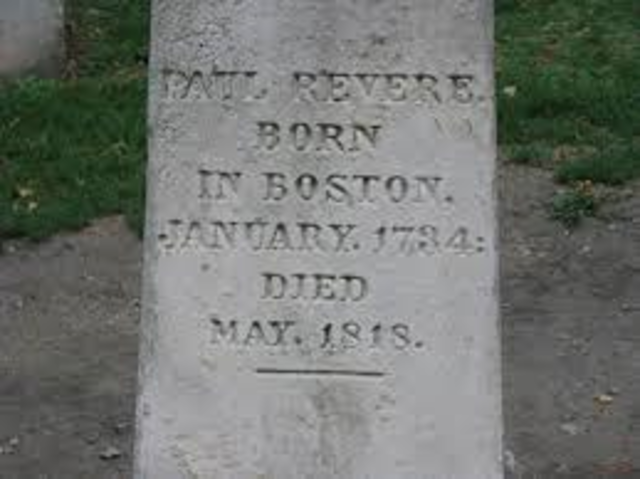 PAUL REVERE.
BORN
IN BOSTON,
JANUARY, 1734:
DIED
MAY, 1818.